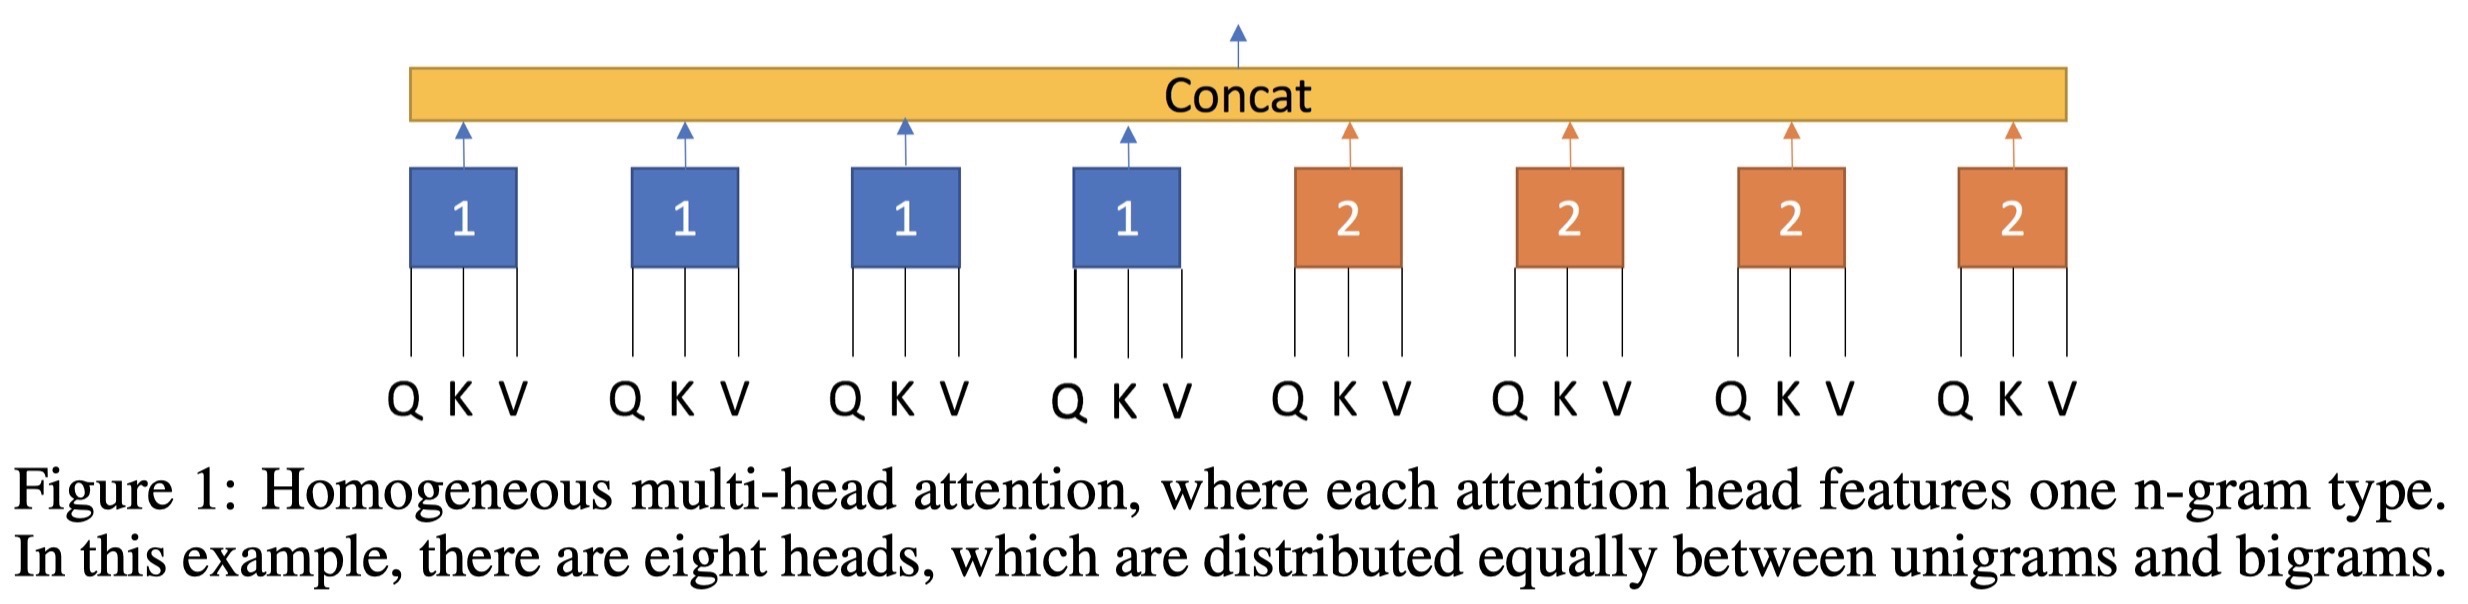 Concat
1 1 1 1 2 2 2 2
Q K V Q K V Q K V Q K V Q K V Q K V Q K V Q K V
Figure 1: Homogeneous multi-head attention, where each attention head features one n-gram type.
In this example, there are eight heads, which are distributed equally between unigrams and bigrams.